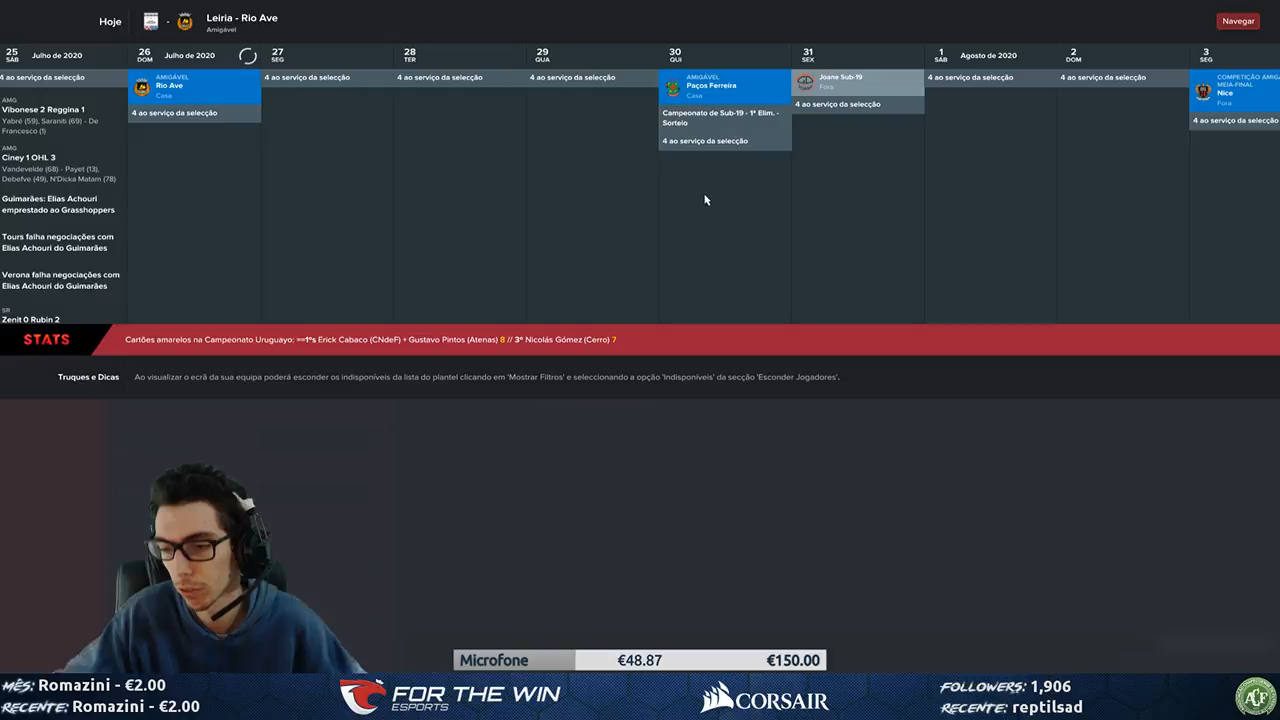 Hoje
Leiria - Rio Ave
Amigável
Navegar
25
SÁB
Julho de 2020
26
DOM
Julho de 2020
27
SEG
28
TER
29
QUA
30
QUI
31
SEX
1
SÁB
Agosto de 2020
2
DOM
3
SEG
4 ao serviço da selecção
AMG
Vibonese 2 Reggina 1
Yabré (59), Saraniti (69) - De
Francesco (1)
AMG
Ciney 1 OHL 3
Vandevelde (68) - Payet (13),
Debefve (49), N'Dicka Matam (78)
Guimarães: Elias Achouri
emprestado ao Grasshoppers
Tours falha negociações com
Elias Achouri do Guimarães
Verona falha negociações com
Elias Achouri do Guimarães
SR
Zenit 0 Rubin 2
AMIGÁVEL
Rio Ave
Casa
4 ao serviço da selecção
4 ao serviço da selecção
4 ao serviço da selecção
4 ao serviço da selecção
AMIGÁVEL
Paços Ferreira
Casa
Campeonato de Sub-19 - 1ª Elim. -
Sorteio
4 ao serviço da selecção
Joane Sub-19
Fora
4 ao serviço da selecção
4 ao serviço da selecção
4 ao serviço da selecção
COMPETIÇÃO AMIGÁ
MEIA-FINAL
Nice
Fora
4 ao serviço da selecção
STATS
Cartões amarelos na Campeonato Uruguayo: ==1ºs Erick Cabaco (CNdeF) + Gustavo Pintos (Atenas) 8 // 3º Nicolás Gómez (Cerro) 7
Truques e Dicas
Ao visualizar o ecrã da sua equipa poderá esconder os indisponíveis da lista do plantel clicando em 'Mostrar Filtros' e seleccionando a opção 'Indisponíveis' da secção 'Esconder Jogadores'.
Microfone €48.87 €150.00
MÊS: Romazini - €2.00
RECENTE: Romazini - €2.00
FOR THE WIN
ESPORTS
CORSAIR
FOLLOWERS: 1,906
RECENTE: reptilsad